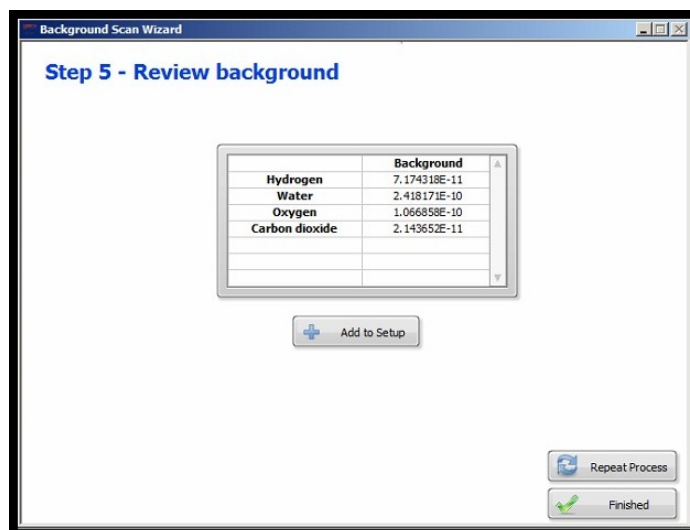 Background Scan Wizard
Step 5 - Review background
Background
Hydrogen 7.174318E-11
Water 2.418171E-10
Oxygen 1.066858E-10
Carbon dioxide 2.143652E-11
Add to Setup
Repeat Process
Finished